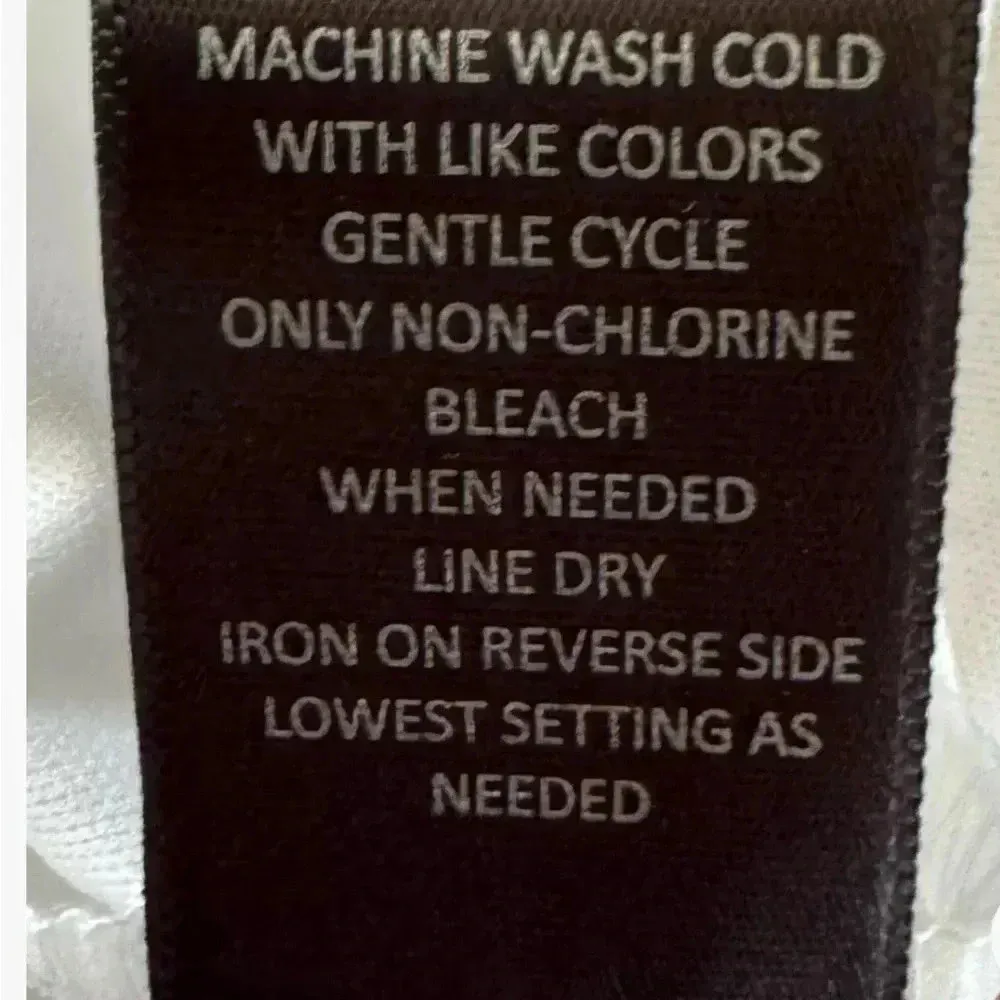 MACHINE WASH COLD
WITH LIKE COLORS
GENTLE CYCLE
ONLY NON-CHLORINE
BLEACH
WHEN NEEDED
LINE DRY
IRON ON REVERSE SIDE
LOWEST SETTING AS
NEEDED